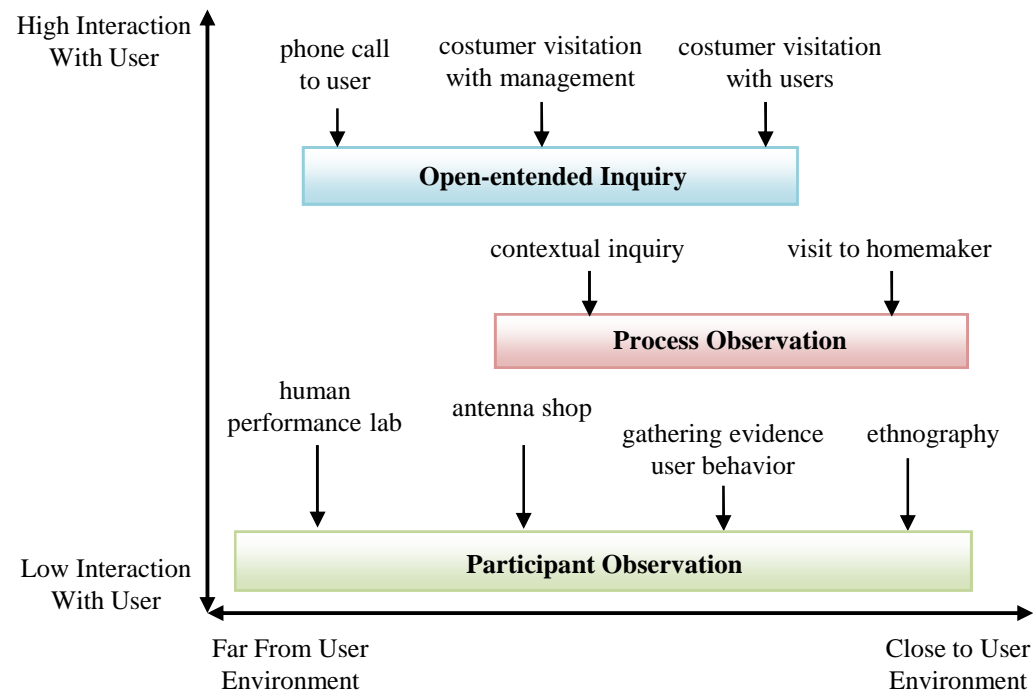 High Interaction
With User
phone call
to user
costumer visitation
with management
costumer visitation
with users
Open-entended Inquiry
contextual inquiry
visit to homemaker
Process Observation
human
performance lab
antenna shop
gathering evidence
user behavior
ethnography
Participant Observation
Low Interaction
With User
Far From User
Environment
Close to User
Environment